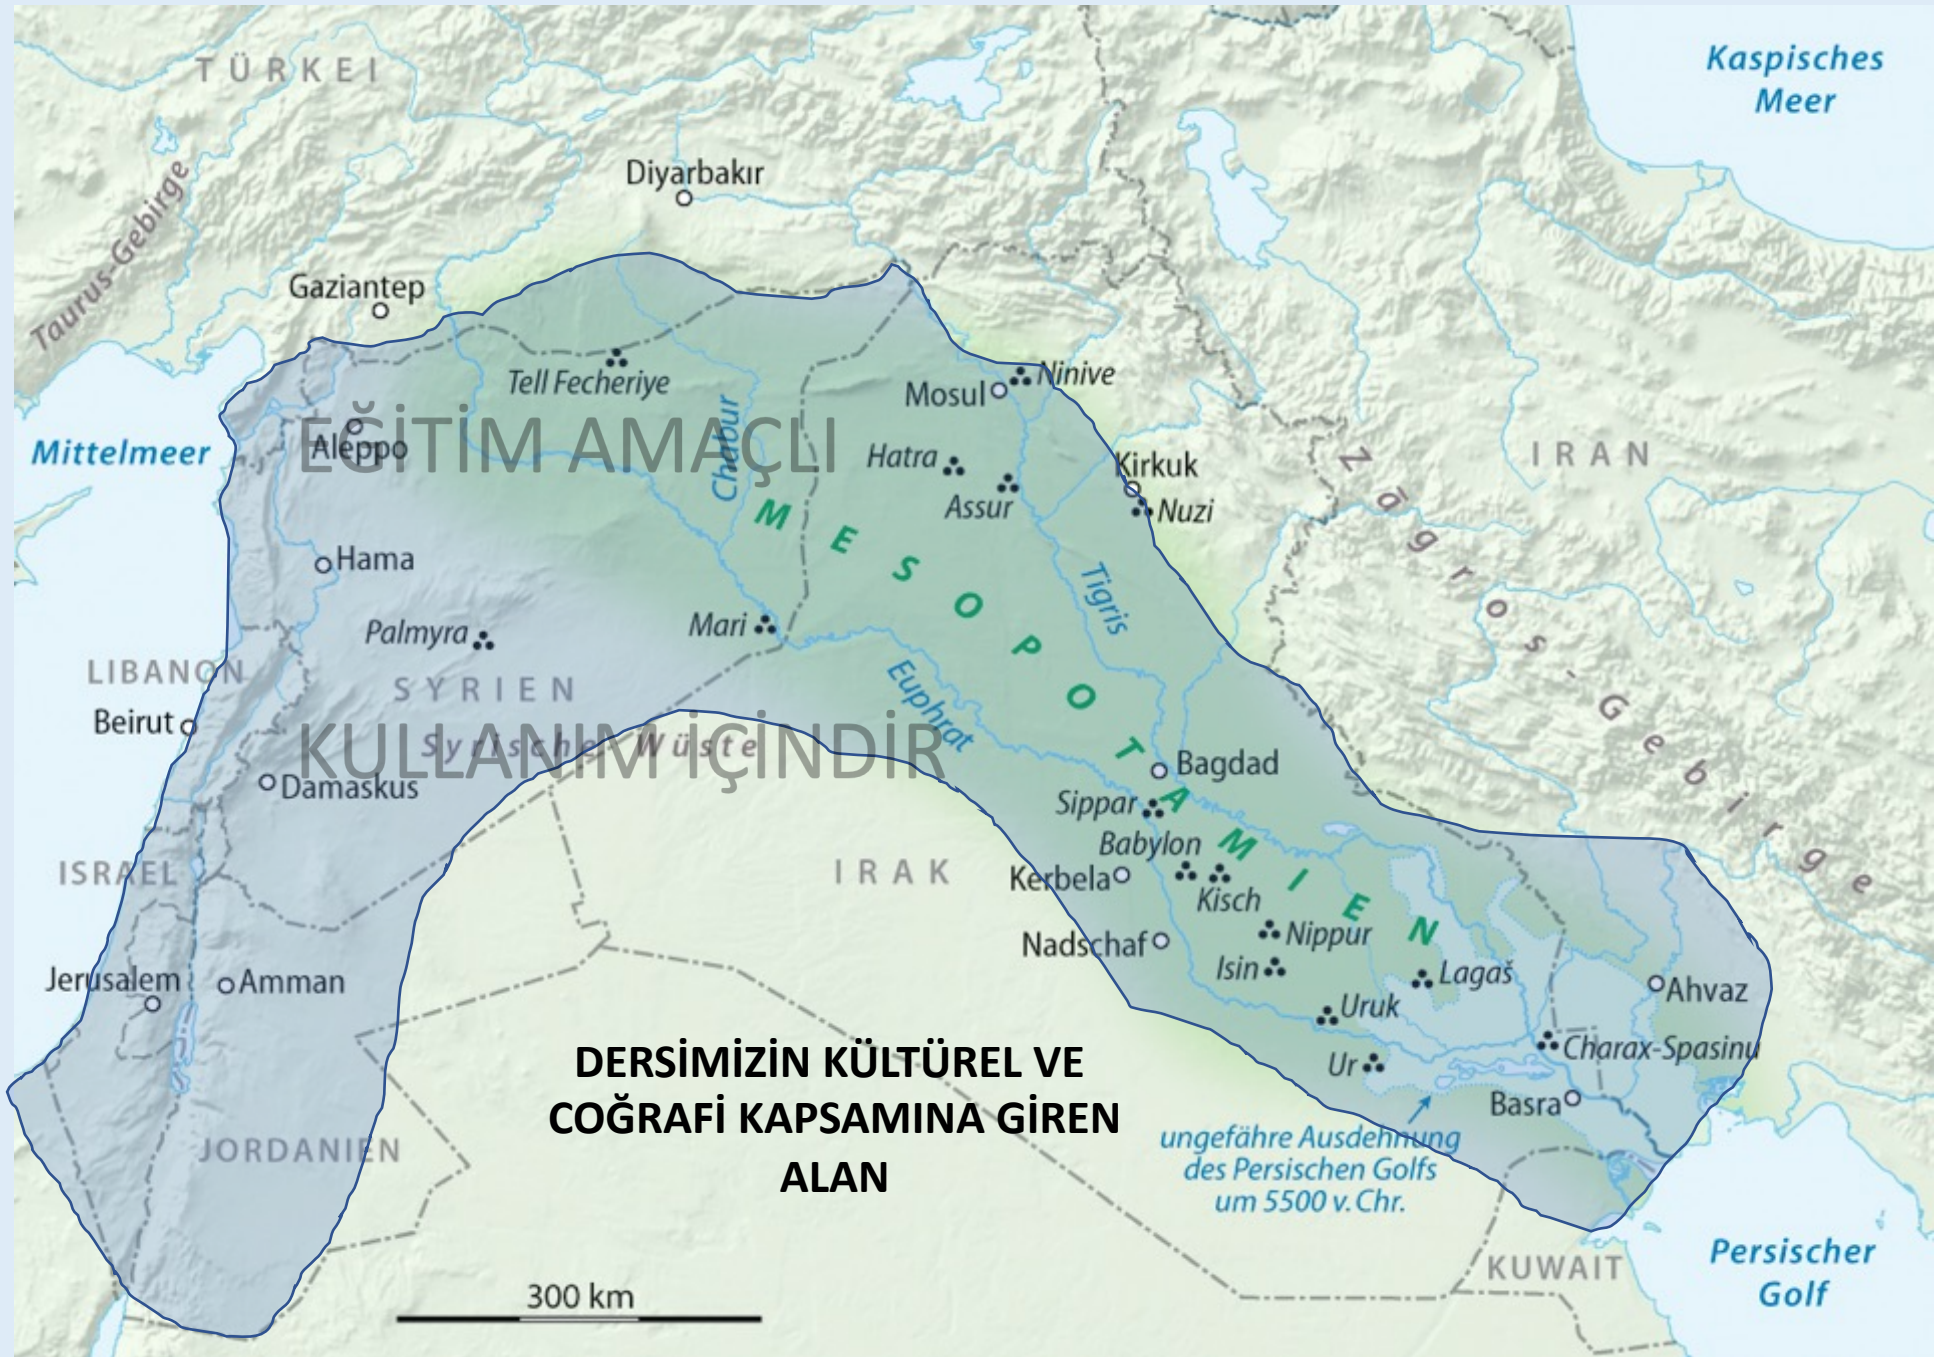 Kaspisches
Meer
TÜRKEI
Diyarbakır
Taurus-Gebirge
Gaziantep
Tell Fecheriye
Mosul
Ninive
Mittelmeer
EĞİTİM AMAÇLI
Aleppo
Chabur
Hatra
Assur
Kirkuk
Nuzi
IRAN
Zāgros-Gebirge
MESOPOTAMIEN
Hama
Tigris
Palmyra
Mari
LIBANON
SYRIEN
Euphrat
Beirut
KULLANIM İÇİNDİR
Syrische Wüste
Bagdad
Damaskus
Sippar
Babylon
ISRAEL
IRAK
Kerbela
Kisch
Nippur
Nadschaf
Isin
Lagaš
Jerusalem
Amman
Ahvaz
Uruk
DERSİMİZİN KÜLTÜREL VE
COĞRAFİ KAPSAMINA GİREN
ALAN
Ur
Charax-Spasinu
Basra
JORDANIEN
ungefähre Ausdehnung
des Persischen Golfs
um 5500 v. Chr.
KUWAIT
Persischer
Golf
300 km